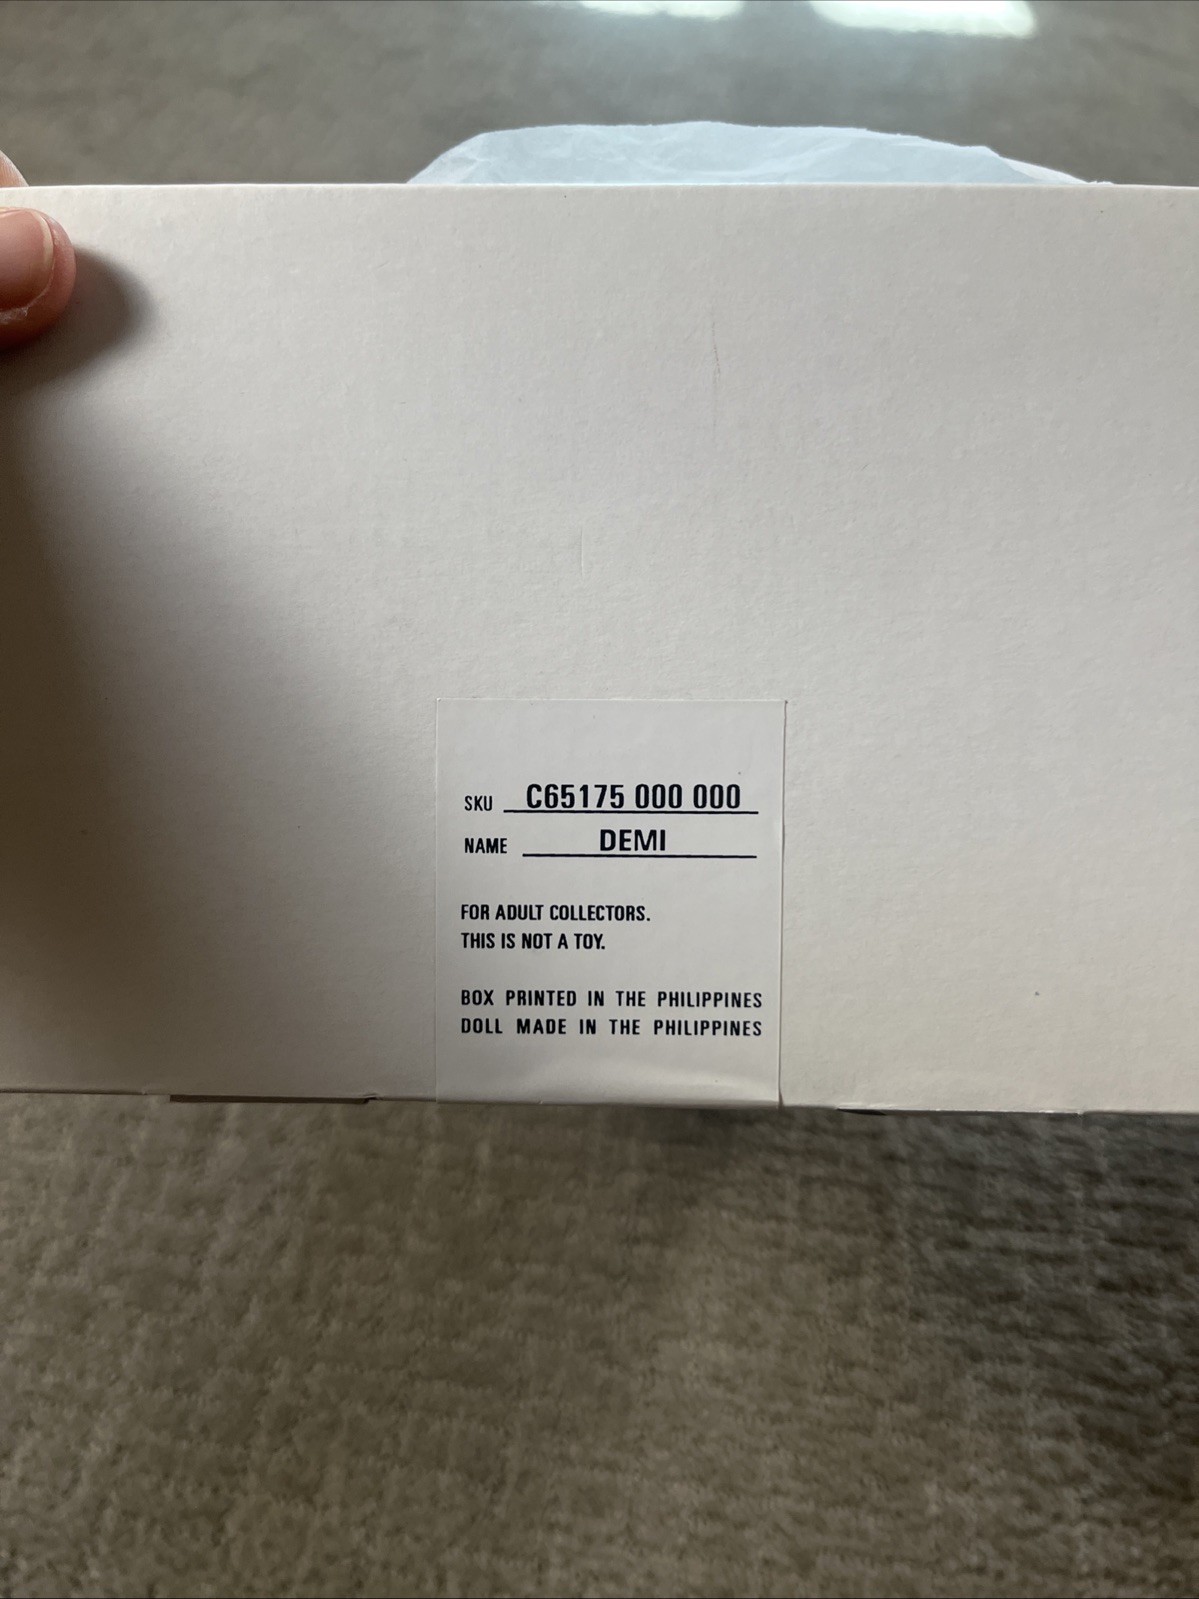 SKU C65175 000 000
NAME DEMI
FOR ADULT COLLECTORS.
THIS IS NOT A TOY.
BOX PRINTED IN THE PHILIPPINES
DOLL MADE IN THE PHILIPPINES